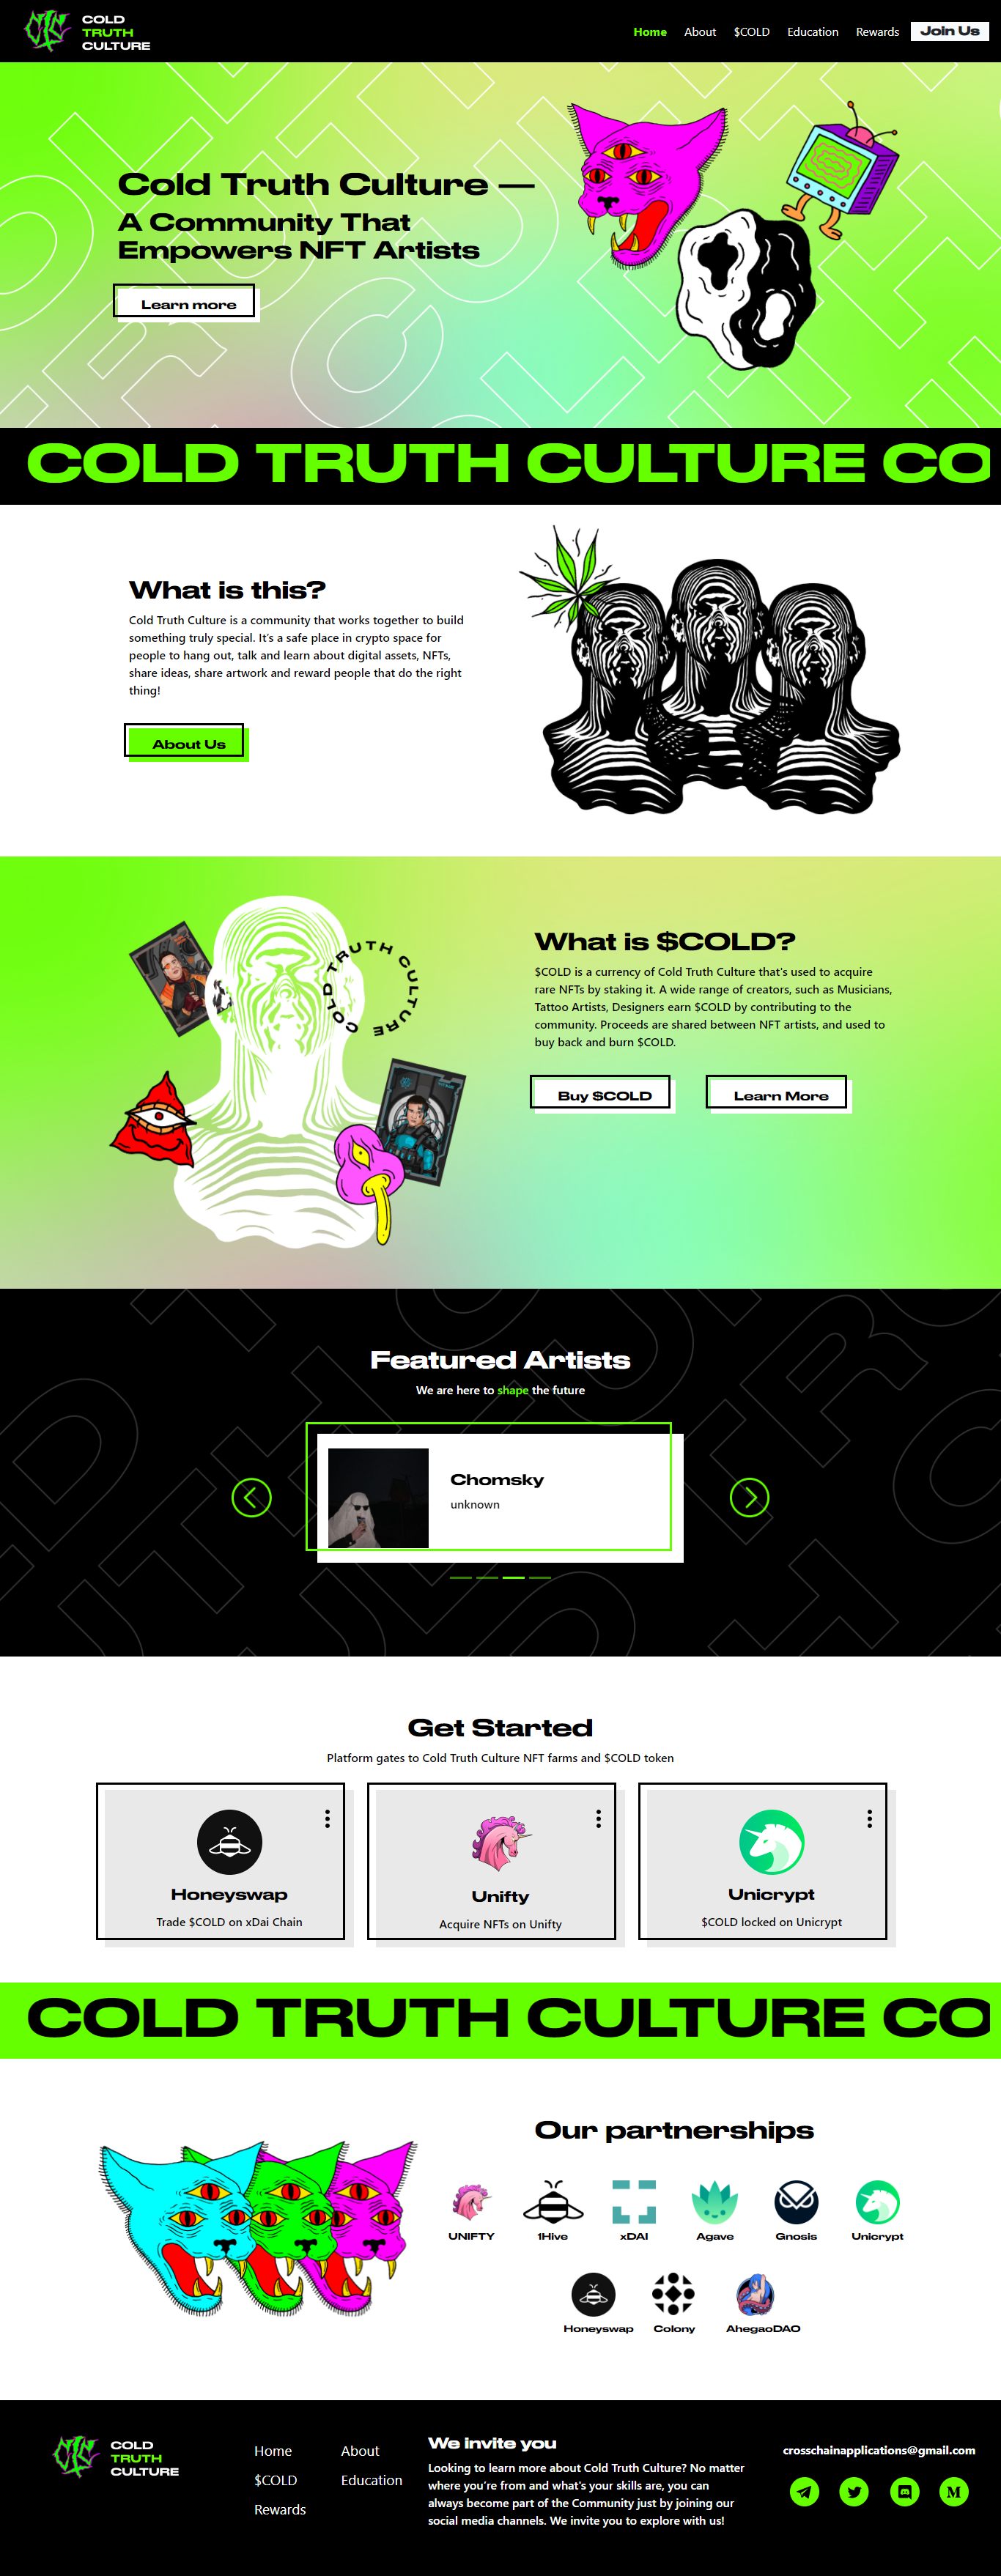 COLD
TRUTH
CULTURE
Home About $COLD Education Rewards Join Us
Cold Truth Culture —
A Community That
Empowers NFT Artists
Learn more
COLD TRUTH CULTURE CO
What is this?
Cold Truth Culture is a community that works together to build
something truly special. It's a safe place in crypto space for
people to hang out, talk and learn about digital assets, NFTs,
share ideas, share artwork and reward people that do the right
thing!
About Us
COLD TRUTH CULTURE
What is $COLD?
$COLD is a currency of Cold Truth Culture that's used to acquire
rare NFTs by staking it. A wide range of creators, such as Musicians,
Tattoo Artists, Designers earn $COLD by contributing to the
community. Proceeds are shared between NFT artists, and used to
buy back and burn $COLD.
Buy $COLD
Learn More
Featured Artists
We are here to shape the future
Chomsky
unknown
Get Started
Platform gates to Cold Truth Culture NFT farms and $COLD token
Honeyswap
Trade $COLD on xDai Chain
Unifty
Acquire NFTs on Unifty
Unicrypt
$COLD locked on Unicrypt
COLD TRUTH CULTURE CO
Our partnerships
UNIFTY 1Hive xDAI Agave Gnosis Unicrypt
Honeyswap Colony AhegaoDAO
COLD
TRUTH
CULTURE
Home About
$COLD Education
Rewards
We invite you
Looking to learn more about Cold Truth Culture? No matter
where you're from and what's your skills are, you can
always become part of the Community just by joining our
social media channels. We invite you to explore with us!
crosschainapplications@gmail.com